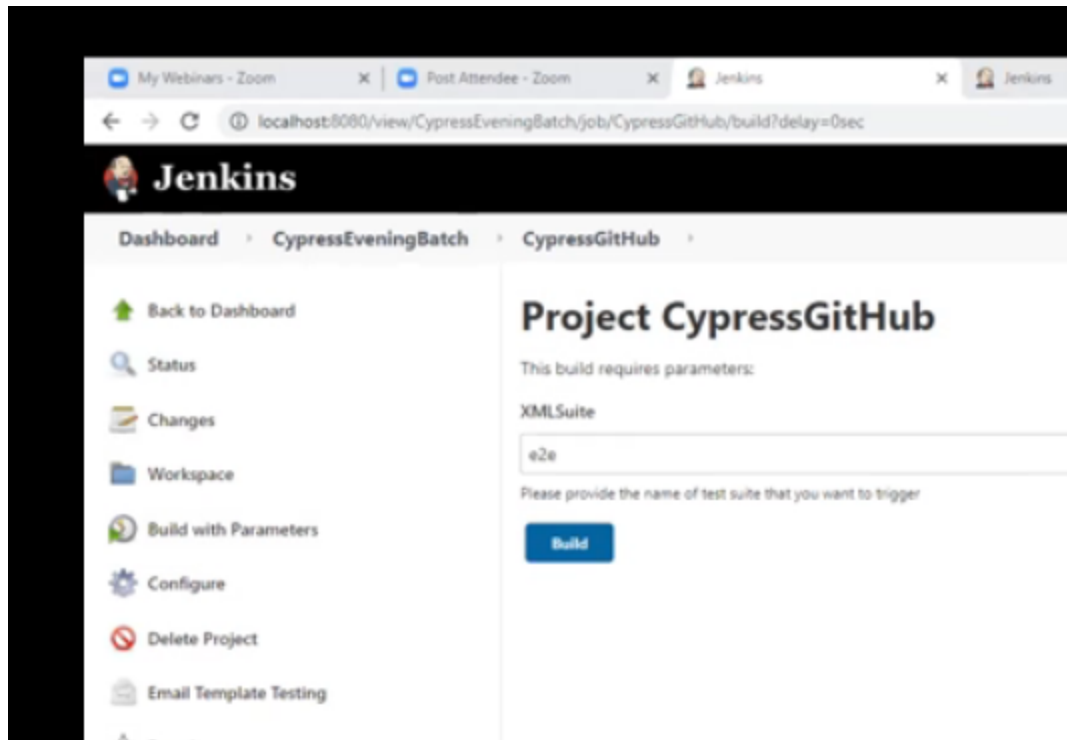 My Webinars - Zoom
Post Attendee - Zoom
Jenkins
Jenkins
localhost:8080/view/CypressEveningBatch/job/CypressGitHub/build?delay=0sec
Jenkins
Dashboard CypressEveningBatch CypressGitHub
Back to Dashboard
Status
Changes
Workspace
Build with Parameters
Configure
Delete Project
Email Template Testing
Project CypressGitHub
This build requires parameters:
XMLSuite
e2e
Please provide the name of test suite that you want to trigger
Build